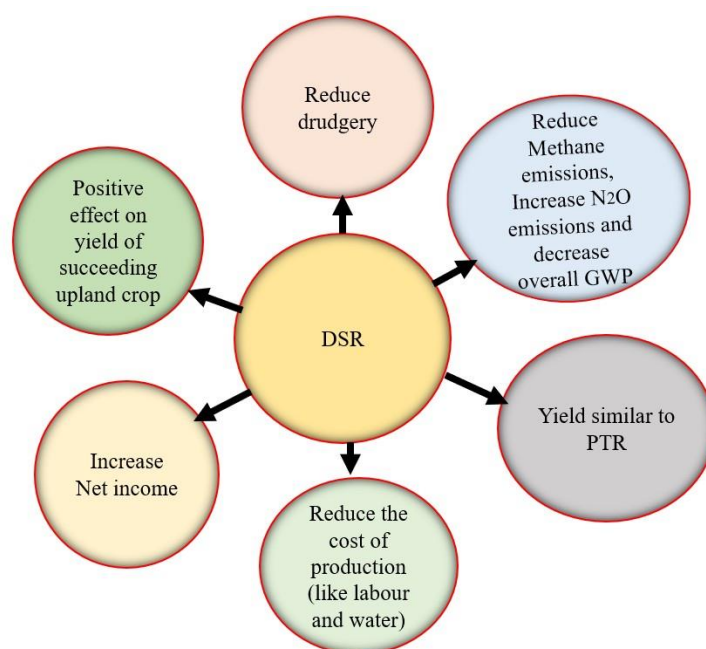 Reduce
drudgery
Reduce
Methane
emissions,
Increase N2O
emissions and
decrease
overall GWP
Positive
effect on
yield of
succeeding
upland crop
DSR
Yield similar to
PTR
Increase
Net income
Reduce the
cost of
production
(like labour
and water)